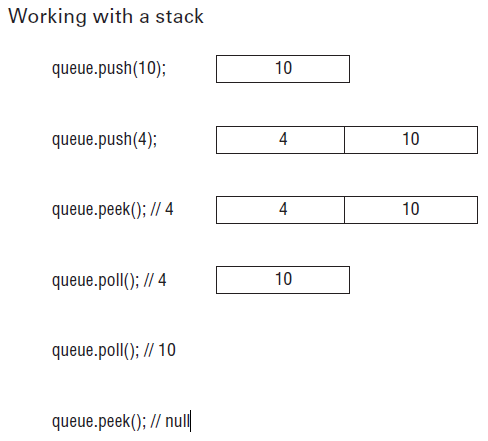 Working with a stack
queue.push(10); 10
queue.push(4); 4 10
queue.peek(); // 4 4 10
queue.poll(); // 4 10
queue.poll(); // 10
queue.peek(); // null